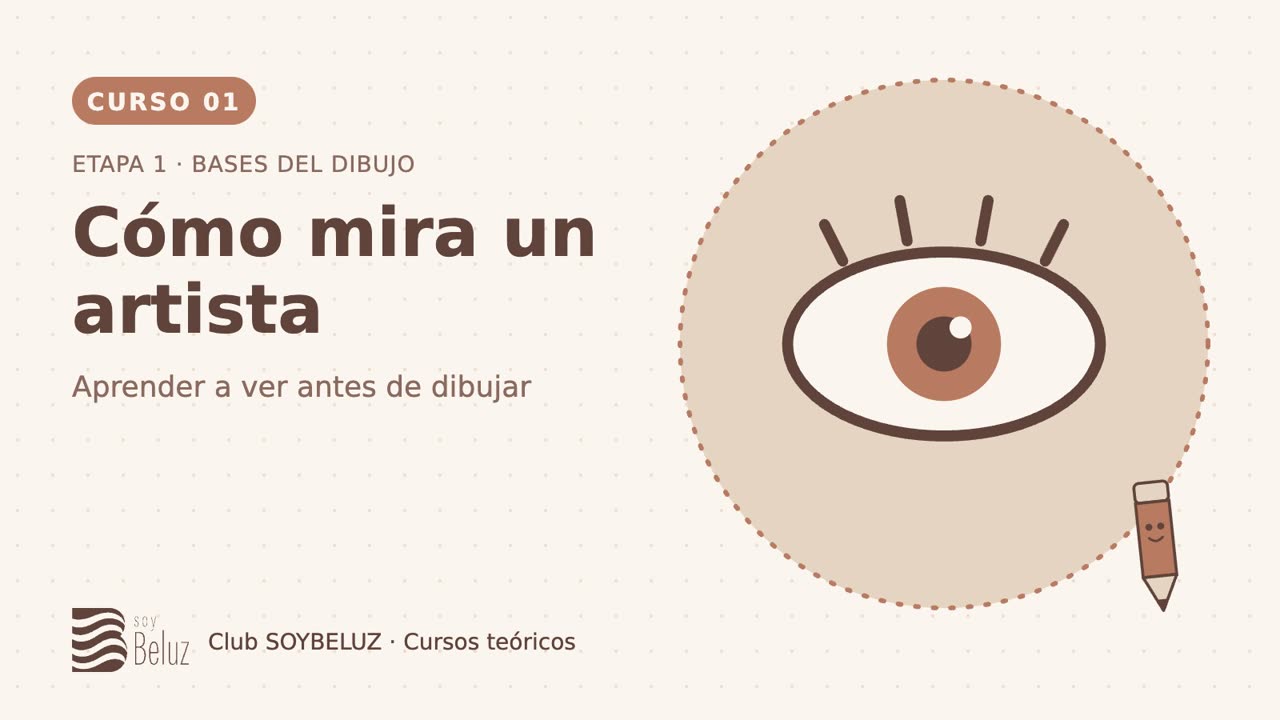 CURSO 01
ETAPA 1 · BASES DEL DIBUJO
Cómo mira un
artista
Aprender a ver antes de dibujar
soy
Béluz
Club SOYBELUZ · Cursos teóricos